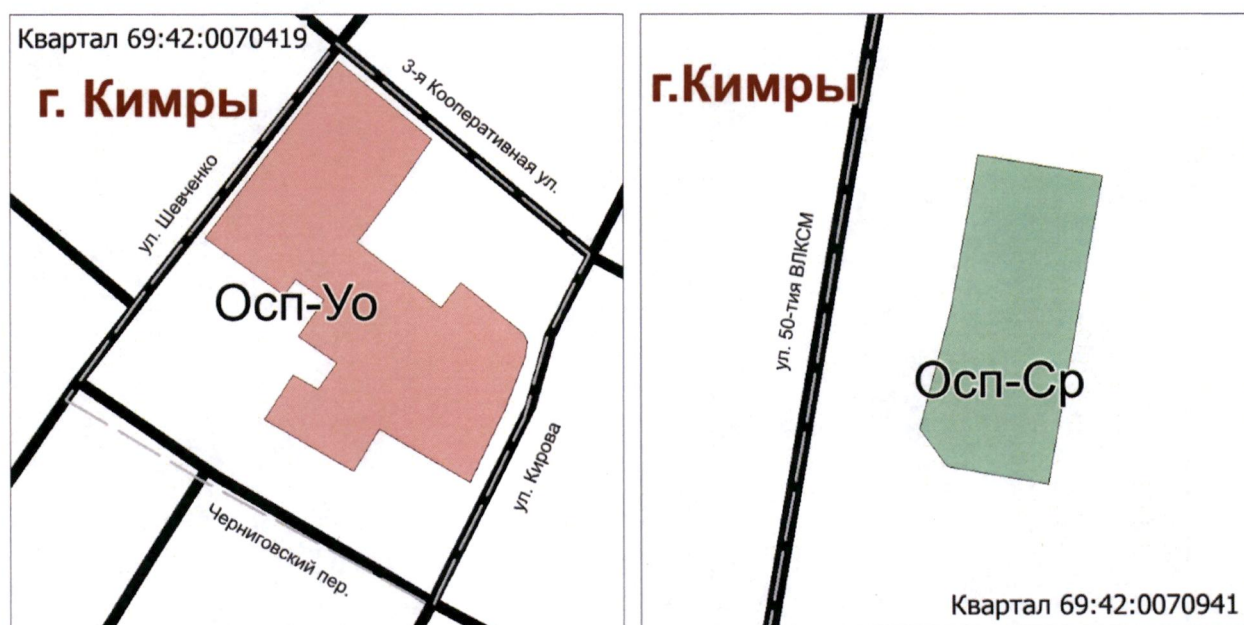 Квартал 69:42:0070419
г. Кимры
3-я Кооперативная ул.
ул. Шевченко
Осп-Уо
ул. Кирова
Черниговский пер.
г.Кимры
ул. 50-тия ВЛКСМ
Осп-Ср
Квартал 69:42:0070941